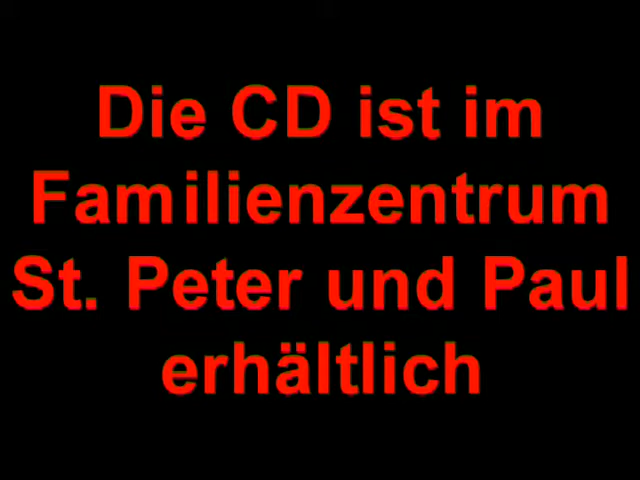 Die CD ist im
Familienzentrum
St. Peter und Paul
erhältlich